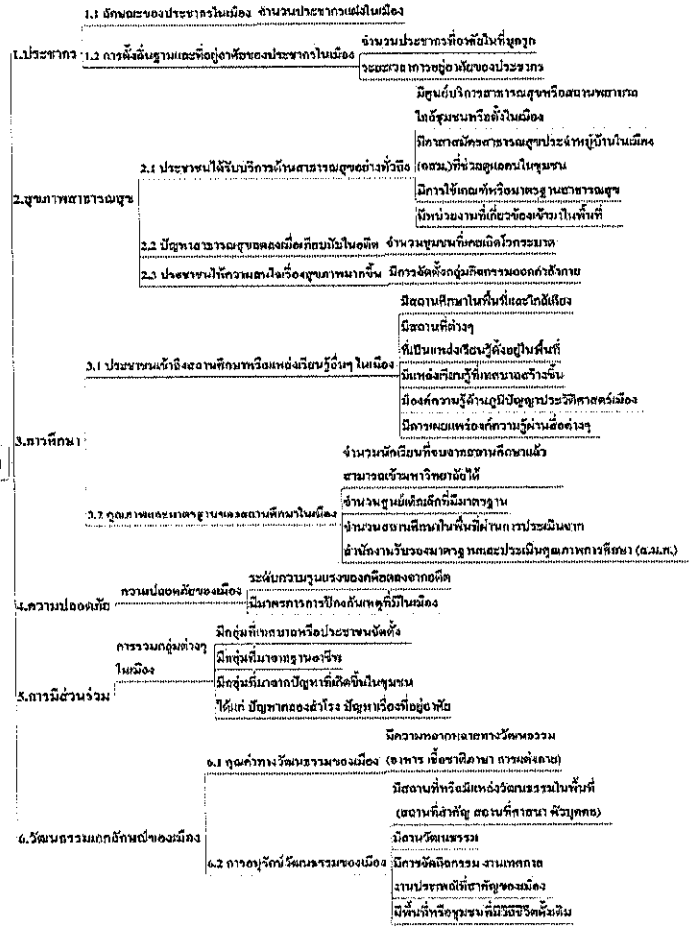 1.1 ลักษณะของประชากรในเมือง จำนวนประชากรแฝงในเมือง
1.ประชากร
1.2 การตั้งถิ่นฐานและที่อยู่อาศัยของประชากรในเมือง
จำนวนประชากรที่อาศัยในที่บุกรุก
ระยะเวลาการอยู่อาศัยของประชากร
2.สุขภาพสาธารณสุข
2.1 ประชาชนได้รับบริการด้านสาธารณสุขอย่างทั่วถึง
มีศูนย์บริการสาธารณสุขหรือสถานพยาบาล
ใกล้ชุมชนหรือตั้งในเมือง
มีอาสาสมัครสาธารณสุขประจำหมู่บ้านในเมือง
(อสม.)ที่ช่วยดูแลคนในชุมชน
มีการใช้เกณฑ์หรือมาตรฐานสาธารณสุข
มีหน่วยงานที่เกี่ยวข้องเข้ามาในพื้นที่
2.2 ปัญหาสาธารณสุขลดลงเมื่อเทียบกับในอดีต จำนวนชุมชนที่เคยเกิดโรคระบาด
2.3 ประชาชนให้ความสนใจเรื่องสุขภาพมากขึ้น มีการจัดตั้งกลุ่มกิจกรรมออกกำลังกาย
3.การศึกษา
3.1 ประชาชนเข้าถึงสถานศึกษาหรือแหล่งเรียนรู้อื่นๆ ในเมือง
มีสถานศึกษาในพื้นที่และใกล้เคียง
มีสถานที่ต่างๆ
ที่เป็นแหล่งเรียนรู้ตั้งอยู่ในพื้นที่
มีแหล่งเรียนรู้ที่เทศบาลสร้างขึ้น
มีองค์ความรู้ด้านภูมิปัญญาประวัติศาสตร์เมือง
มีการเผยแพร่องค์ความรู้ผ่านสื่อต่างๆ
3.2 คุณภาพและมาตรฐานของสถานศึกษาในเมือง
จำนวนนักเรียนที่จบจากสถานศึกษาแล้ว
สามารถเข้ามหาวิทยาลัยได้
จำนวนศูนย์เด็กเล็กที่มีมาตรฐาน
จำนวนสถานศึกษาในพื้นที่ผ่านการประเมินจาก
สำนักงานรับรองมาตรฐานและประเมินคุณภาพการศึกษา (ส.ม.ศ.)
4.ความปลอดภัย
ความปลอดภัยของเมือง
ระดับความรุนแรงของคดีลดลงจากอดีต
มีมาตรการการป้องกันเหตุที่มีในเมือง
5.การมีส่วนร่วม
การรวมกลุ่มต่างๆ
ในเมือง
มีกลุ่มที่เทศบาลหรือประชาชนจัดตั้ง
มีกลุ่มที่มาจากฐานอาชีพ
มีกลุ่มที่มาจากปัญหาที่เกิดขึ้นในชุมชน
ได้แก่ ปัญหาคลองสำโรง ปัญหาเรื่องที่อยู่อาศัย
6.วัฒนธรรมเอกลักษณ์ของเมือง
6.1 คุณค่าทางวัฒนธรรมของเมือง
มีความหลากหลายทางวัฒนธรรม
(อาหาร เชื้อชาติภาษา การแต่งกาย)
6.2 การอนุรักษ์วัฒนธรรมของเมือง
มีสถานที่หรือมีแหล่งวัฒนธรรมในพื้นที่
(สถานที่สำคัญ สถานที่ศาสนา ตัวบุคคล)
มีลานวัฒนธรรม
มีการจัดกิจกรรม งานเทศกาล
งานประเพณีที่สำคัญของเมือง
มีพื้นที่หรือชุมชนที่มีวิถีชีวิตดั้งเดิม